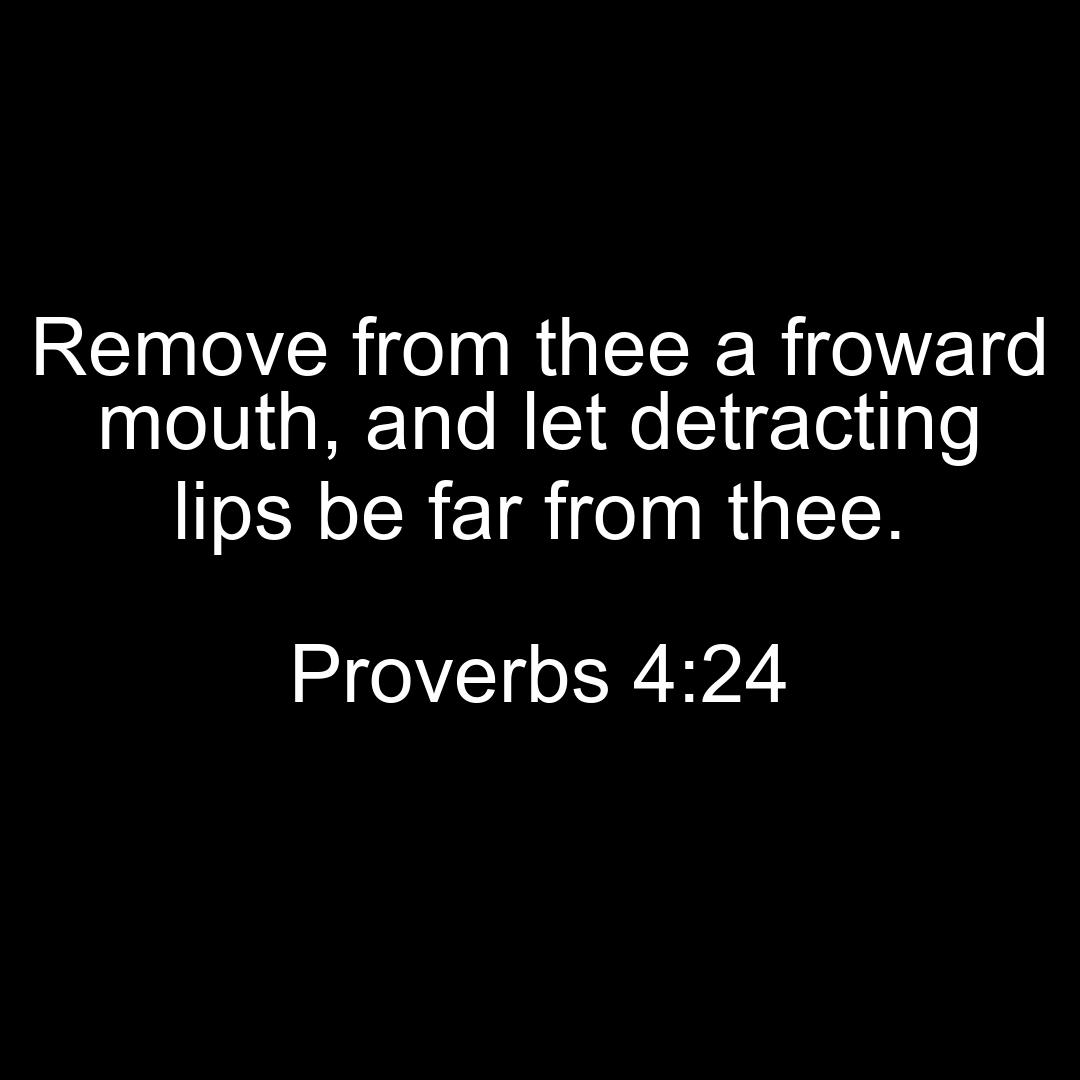 Remove from thee a froward
mouth, and let detracting
lips be far from thee.
Proverbs 4:24